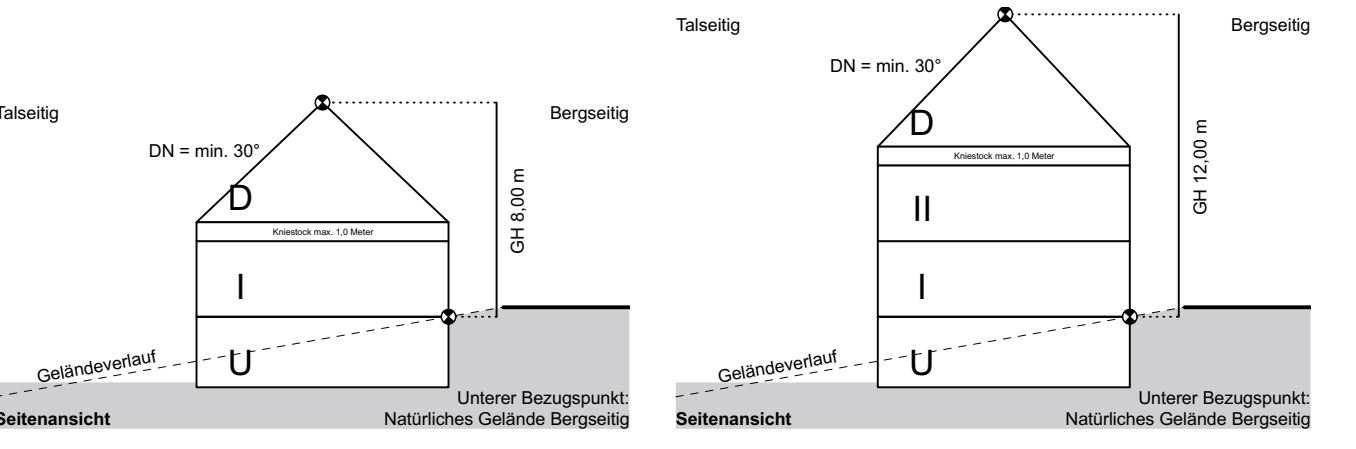 Talseitig
Bergseitig
DN = min. 30°
D
Kniestock max. 1,0 Meter
GH 8,00 m
I
U
Geländeverlauf
Unterer Bezugspunkt:
Seitenansicht
Natürliches Gelände Bergseitig
Talseitig
Bergseitig
DN = min. 30°
D
Kniestock max. 1,0 Meter
GH 12,00 m
II
I
U
Geländeverlauf
Unterer Bezugspunkt:
Seitenansicht
Natürliches Gelände Bergseitig